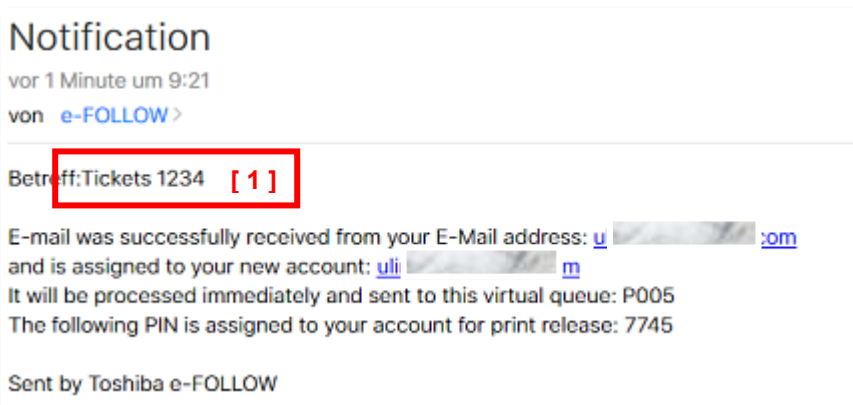 Notification
vor 1 Minute um 9:21
von e-FOLLOW >
Betreff:Tickets 1234 [ 1 ]
E-mail was successfully received from your E-Mail address: u :com
and is assigned to your new account: uli m
It will be processed immediately and sent to this virtual queue: P005
The following PIN is assigned to your account for print release: 7745
Sent by Toshiba e-FOLLOW